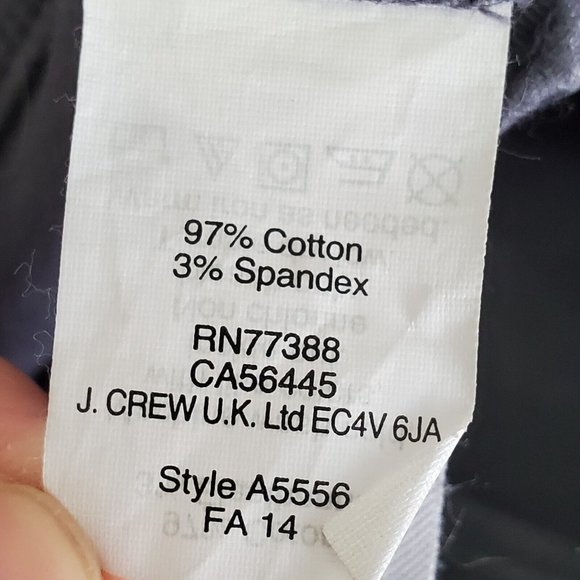 97% Cotton
3% Spandex
RN77388
CA56445
J. CREW U.K. Ltd EC4V 6JA
Style A5556
FA 14